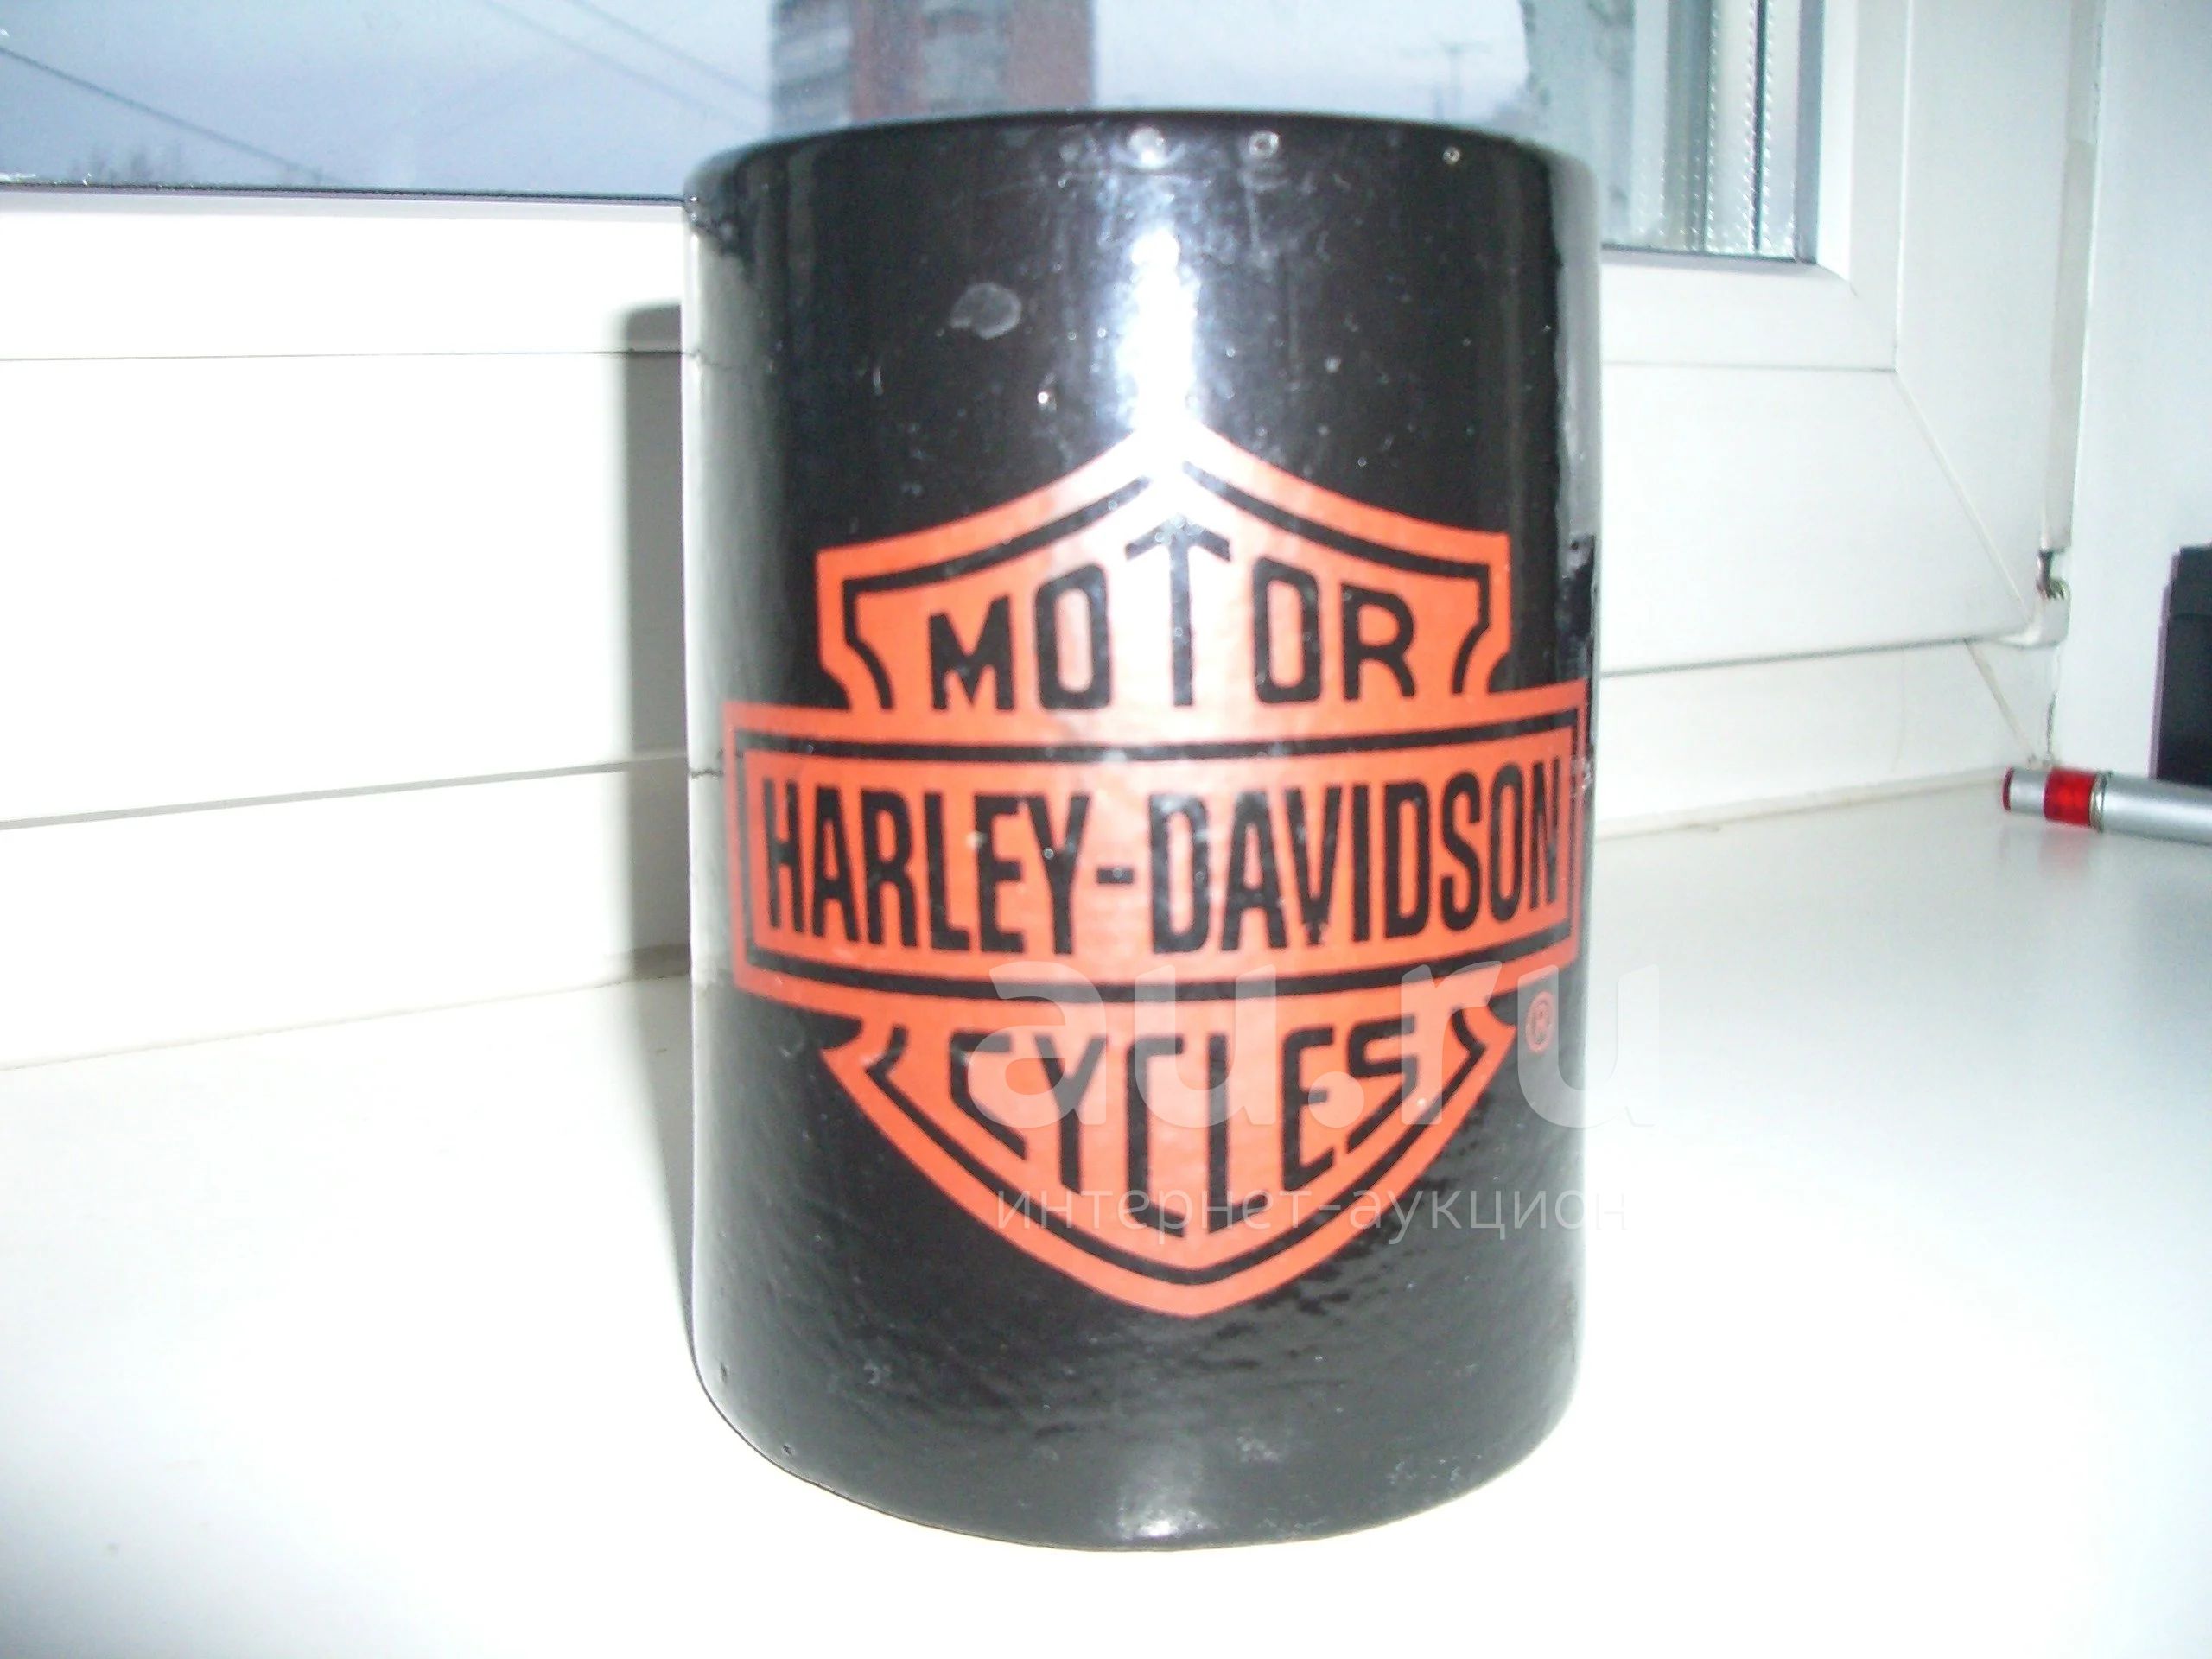 MOTOR
HARLEY-DAVIDSON
CYCLES
®
au.ru
интернет-аукцион